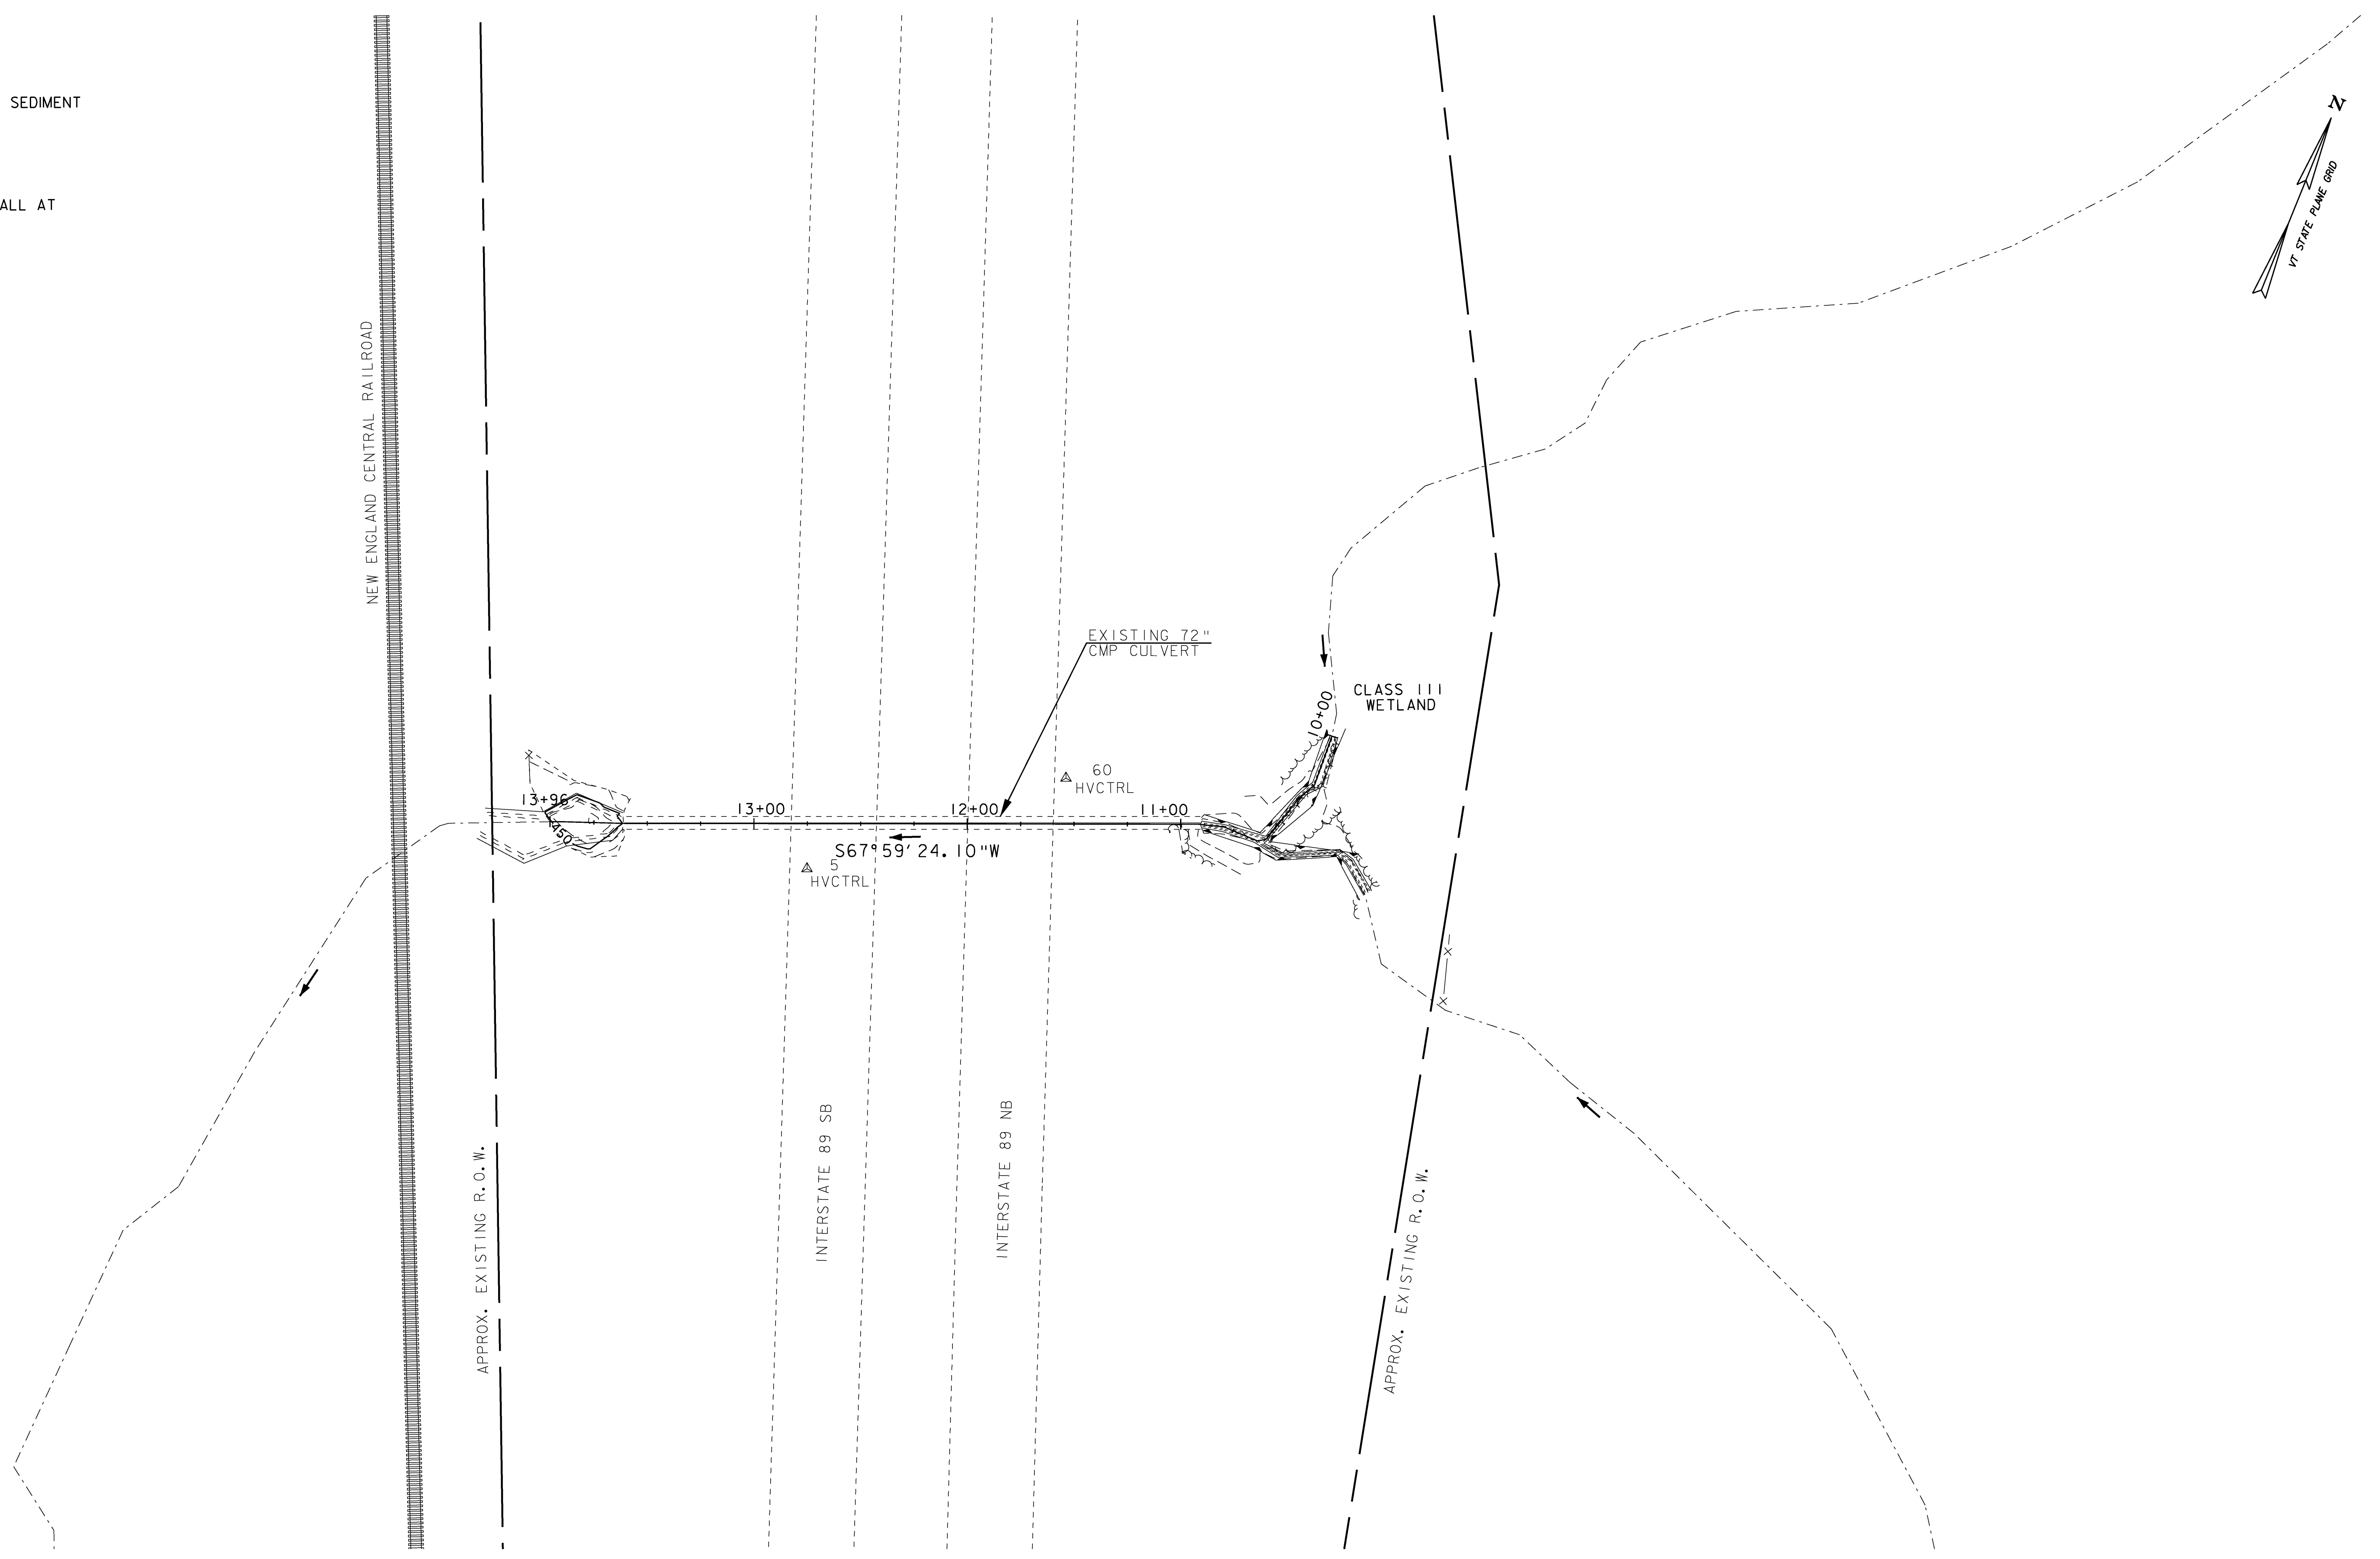 SEDIMENT
ALL AT
N
VT STATE PLANE GRID
NEW ENGLAND CENTRAL RAILROAD
EXISTING 72"
CMP CULVERT
CLASS III
WETLAND
10+00
60
HVCTRL
13+96
13+00
12+00
11+00
450
S67°59'24.10"W
5
HVCTRL
INTERSTATE 89 SB
INTERSTATE 89 NB
APPROX. EXISTING R.O.W.
APPROX. EXISTING R.O.W.